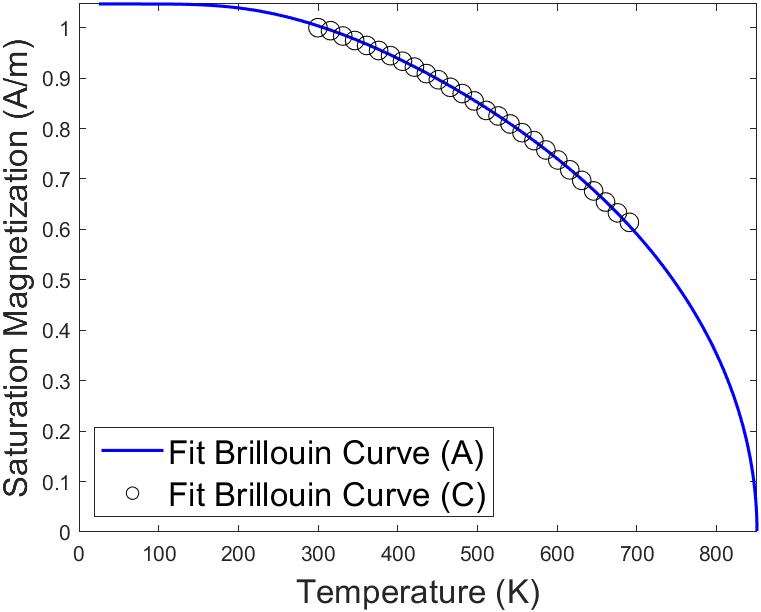 Saturation Magnetization (A/m)
1
0.9
0.8
0.7
0.6
0.5
0.4
0.3
0.2
0.1
0
Fit Brillouin Curve (A)
Fit Brillouin Curve (C)
0 100 200 300 400 500 600 700 800
Temperature (K)